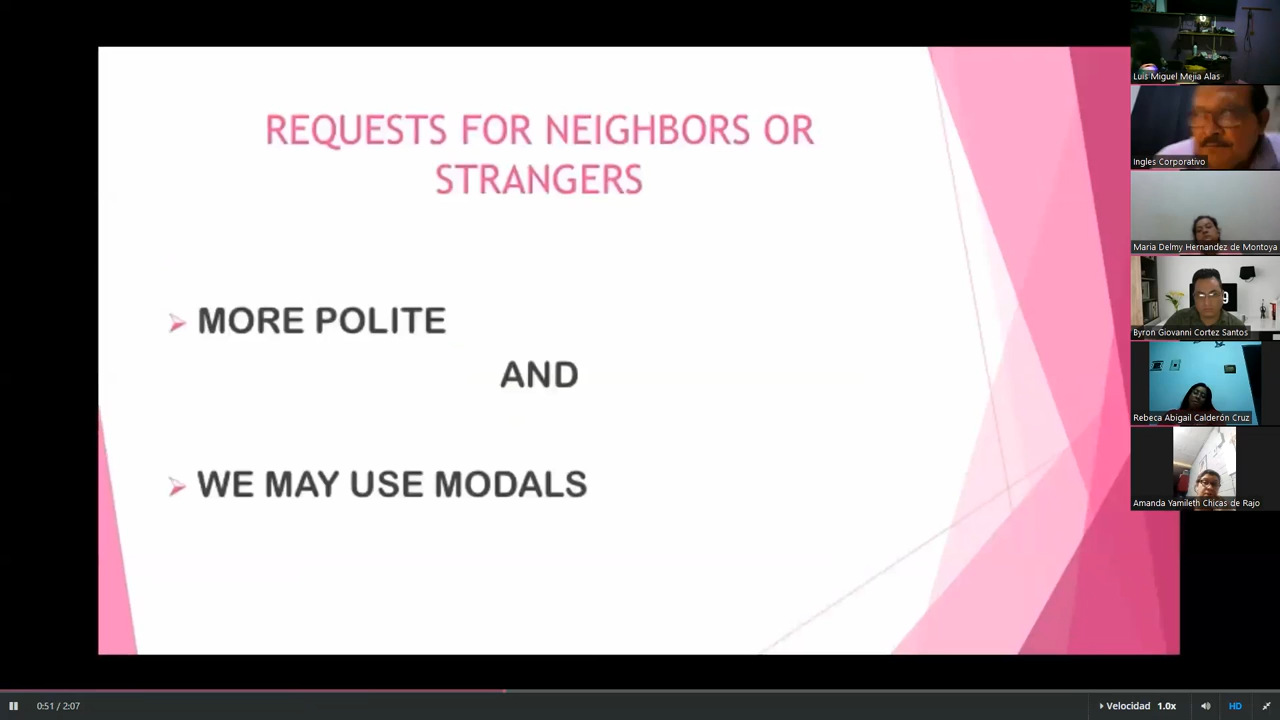 REQUESTS FOR NEIGHBORS OR
STRANGERS
MORE POLITE
AND
WE MAY USE MODALS
Luis Miguel Mejia Alas
Ingles Corporativo
Maria Delmy Hernandez de Montoya
Byron Giovanni Cortez Santos
Rebeca Abigail Calderón Cruz
Amanda Yamileth Chicas de Rajo
0:51 / 2:07
Velocidad 1.0x
HD